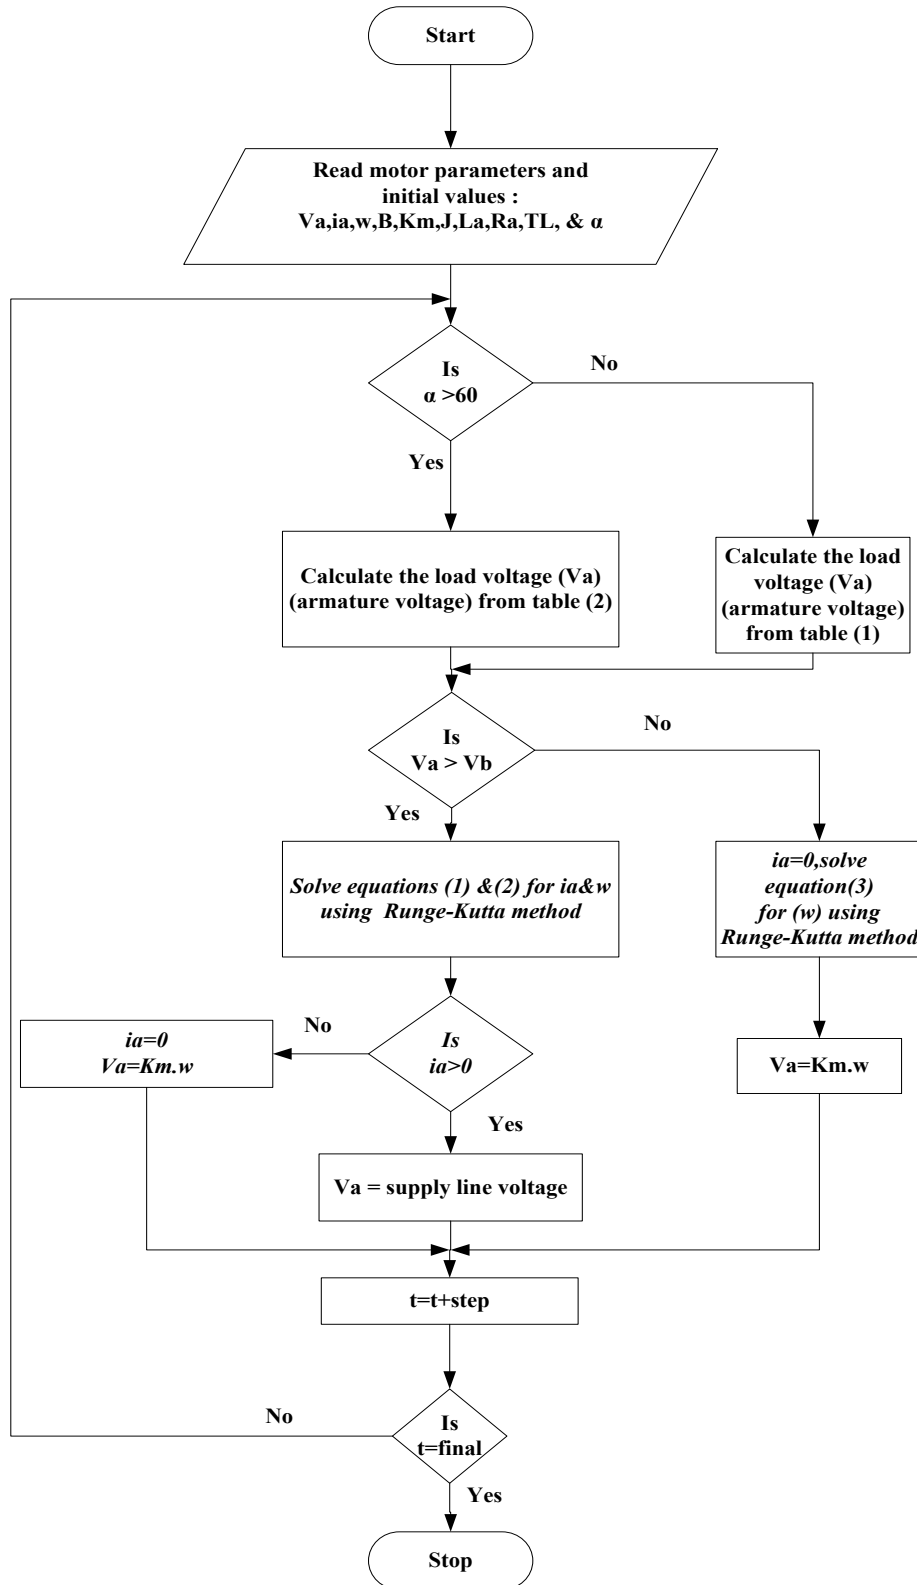 Start
Read motor parameters and
initial values :
Va,ia,w,B,Km,J,La,Ra,TL, & α
Is
α >60
No
Yes
Calculate the load voltage (Va)
(armature voltage) from table (2)
Calculate the load
voltage (Va)
(armature voltage)
from table (1)
Is
Va > Vb
No
Yes
Solve equations (1) &(2) for ia&w
using Runge-Kutta method
ia=0,solve
equation(3)
for (w) using
Runge-Kutta method
Is
ia>0
No
ia=0
Va=Km.w
Va=Km.w
Yes
Va = supply line voltage
t=t+step
Is
t=final
No
Yes
Stop